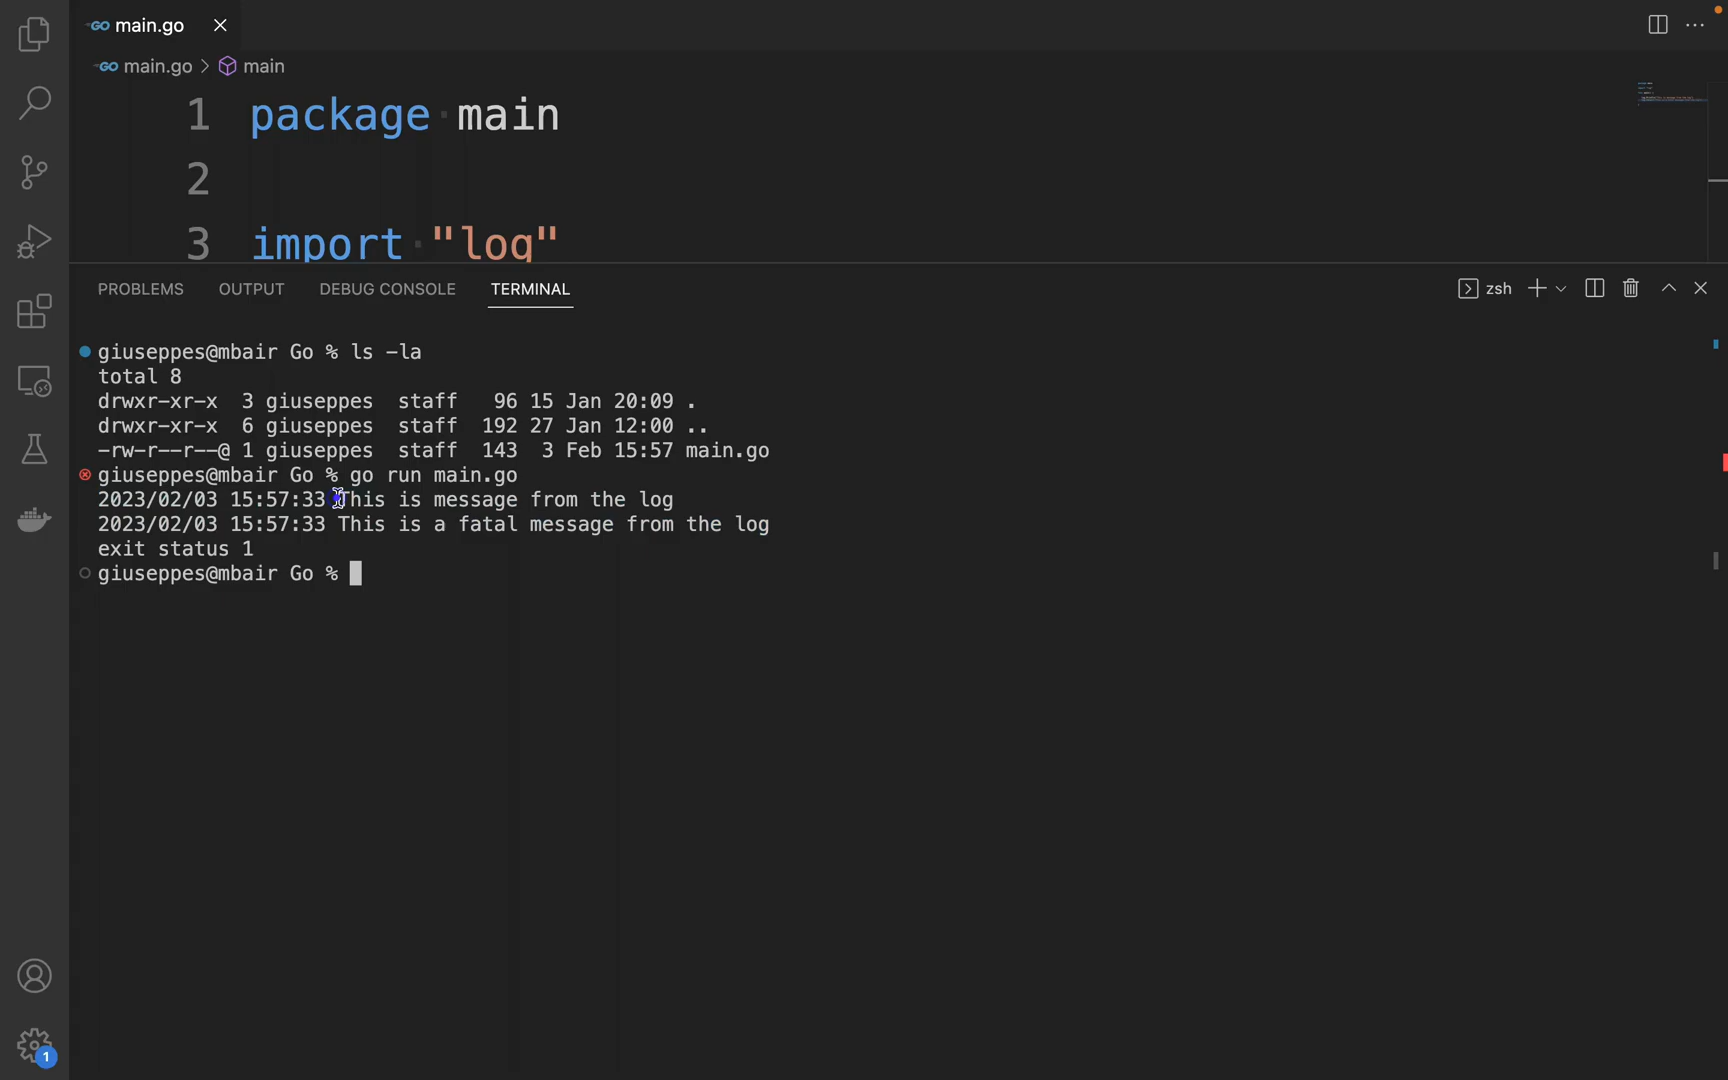 main.go
main.go > main
1 package main
2
3 import "log"
PROBLEMS OUTPUT DEBUG CONSOLE TERMINAL zsh
giuseppes@mbair Go % ls -la
total 8
drwxr-xr-x 3 giuseppes staff 96 15 Jan 20:09 .
drwxr-xr-x 6 giuseppes staff 192 27 Jan 12:00 ..
-rw-r--r--@ 1 giuseppes staff 143 3 Feb 15:57 main.go
giuseppes@mbair Go % go run main.go
2023/02/03 15:57:33 This is message from the log
2023/02/03 15:57:33 This is a fatal message from the log
exit status 1
giuseppes@mbair Go %
1